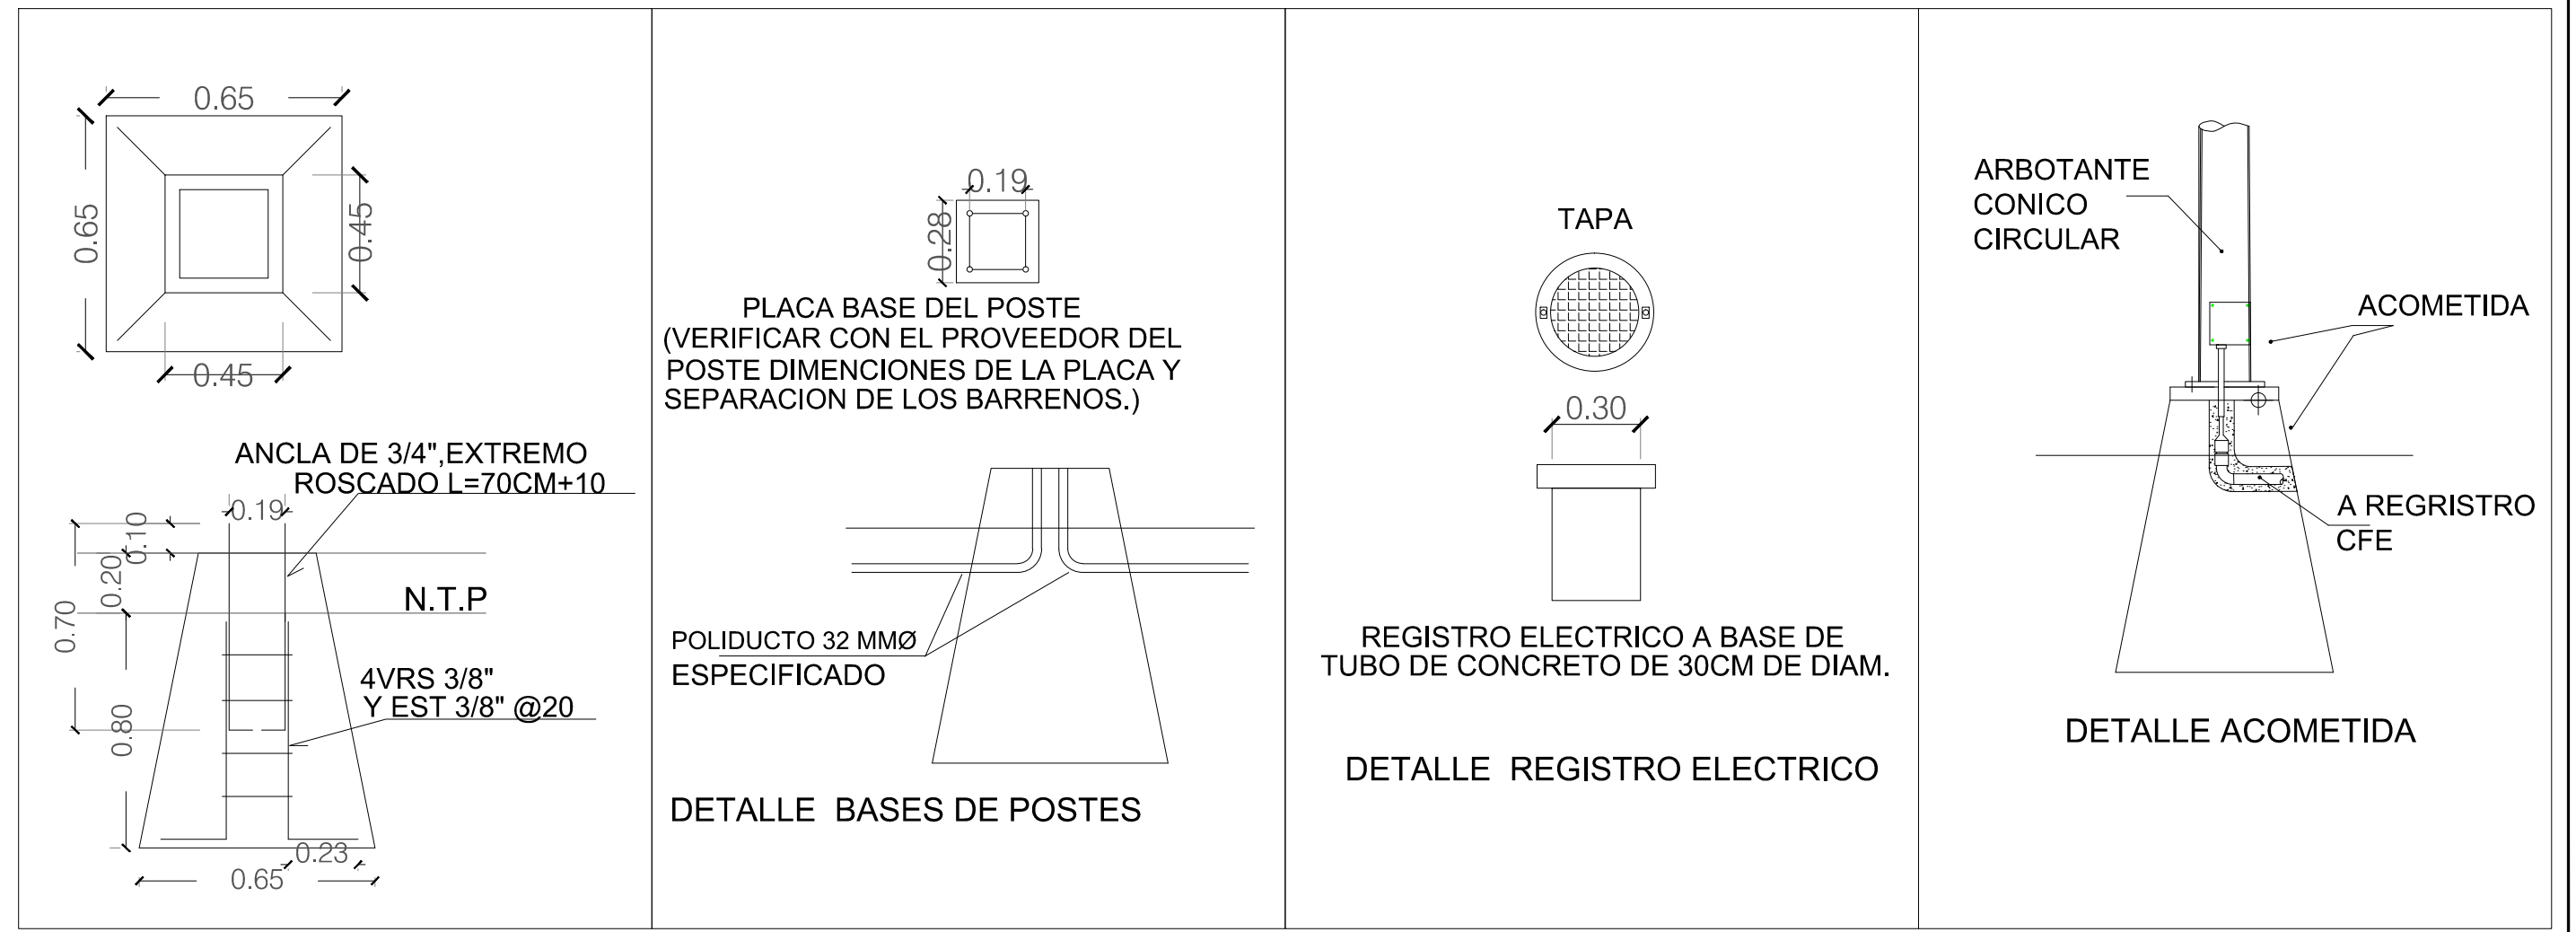 0.65
0.65
0.45
0.45
ANCLA DE 3/4",EXTREMO
ROSCADO L=70CM+10
0.19
0.10
0.20
0.70
N.T.P
4VRS 3/8"
Y EST 3/8" @20
0.80
0.23
0.65
0.19
0.28
PLACA BASE DEL POSTE
(VERIFICAR CON EL PROVEEDOR DEL
POSTE DIMENCIONES DE LA PLACA Y
SEPARACION DE LOS BARRENOS.)
POLIDUCTO 32 MMØ
ESPECIFICADO
DETALLE BASES DE POSTES
TAPA
0.30
REGISTRO ELECTRICO A BASE DE
TUBO DE CONCRETO DE 30CM DE DIAM.
DETALLE REGISTRO ELECTRICO
ARBOTANTE
CONICO
CIRCULAR
ACOMETIDA
A REGRISTRO
CFE
DETALLE ACOMETIDA